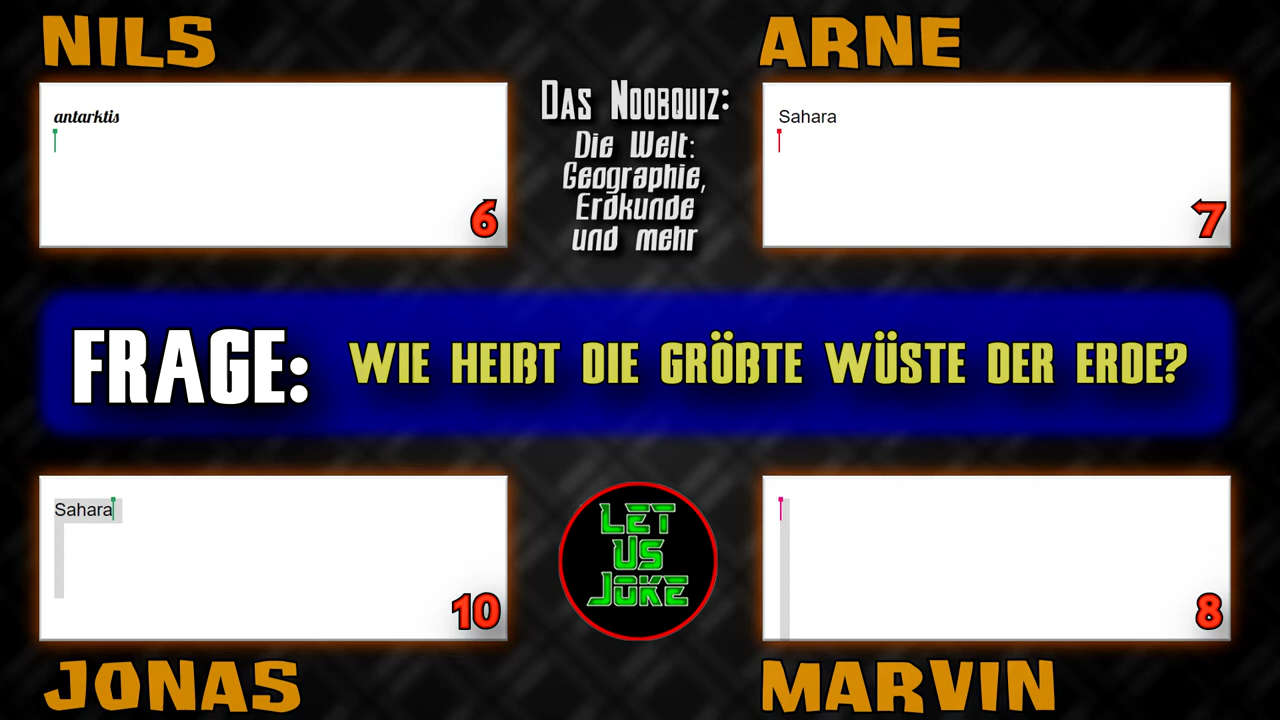 NILS
antarktis
6
DAS NOOBQUIZ:
DIE WELT:
GEOGRAPHIE,
ERDKUNDE
UND MEHR
ARNE
Sahara
7
FRAGE: WIE HEIßT DIE GRÖßTE WÜSTE DER ERDE?
Sahara
10
JONAS
LET
US
JOKE
8
MARVIN